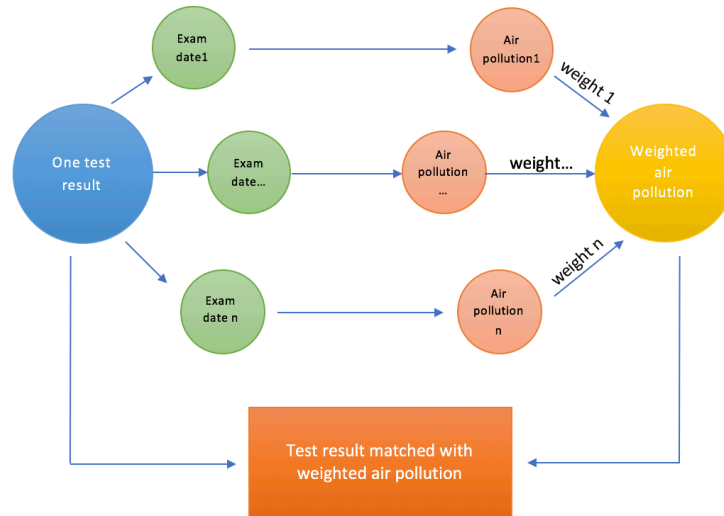 Exam
date1
Air
pollution1
weight 1
One test
result
Exam
date...
Air
pollution
...
weight...
Weighted
air
pollution
Exam
date n
Air
pollution
n
weight n
Test result matched with
weighted air pollution